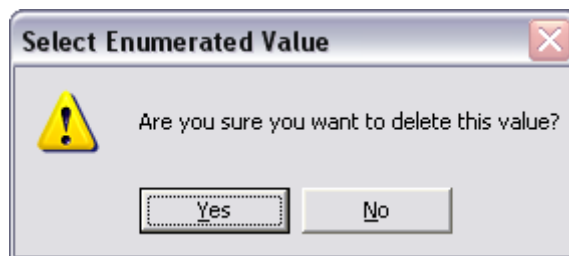 Select Enumerated Value
Are you sure you want to delete this value?
Yes
No